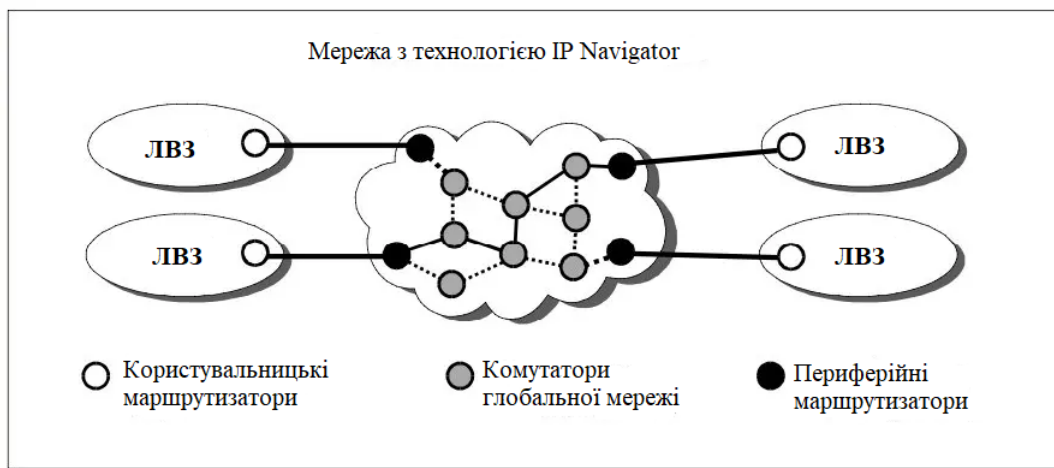 Мережа з технологією IP Navigator
ЛВЗ
ЛВЗ
ЛВЗ
ЛВЗ
Користувальницькі
маршрутизатори
Комутатори
глобальної мережі
Периферійні
маршрутизатори